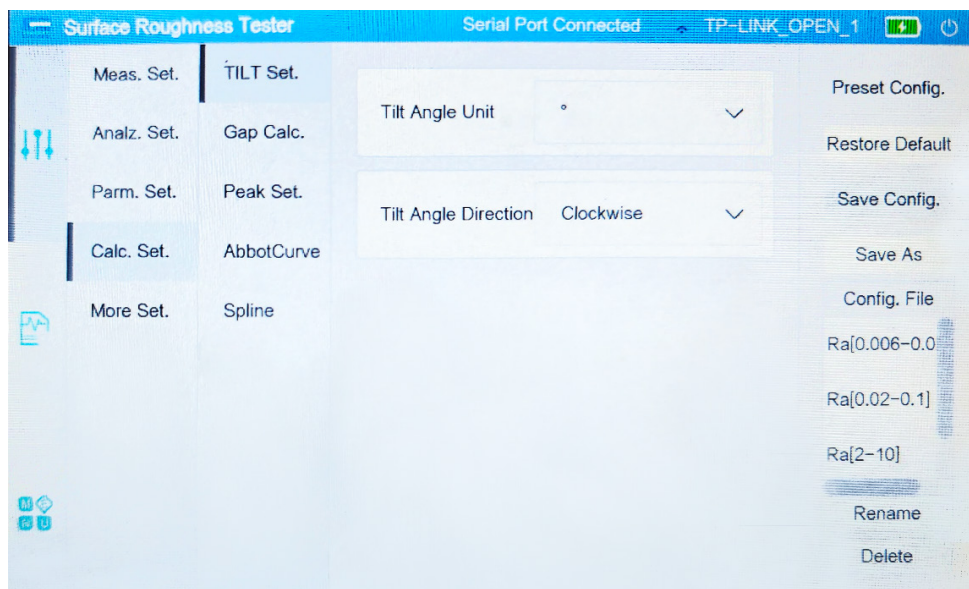 Surface Roughness Tester
Serial Port Connected
TP-LINK_OPEN_1
Meas. Set.
Analz. Set.
Parm. Set.
Calc. Set.
More Set.
TILT Set.
Gap Calc.
Peak Set.
AbbotCurve
Spline
Tilt Angle Unit
°
Tilt Angle Direction
Clockwise
Preset Config.
Restore Default
Save Config.
Save As
Config. File
Ra[0.006-0.0
Ra[0.02-0.1]
Ra[2-10]
Rename
Delete